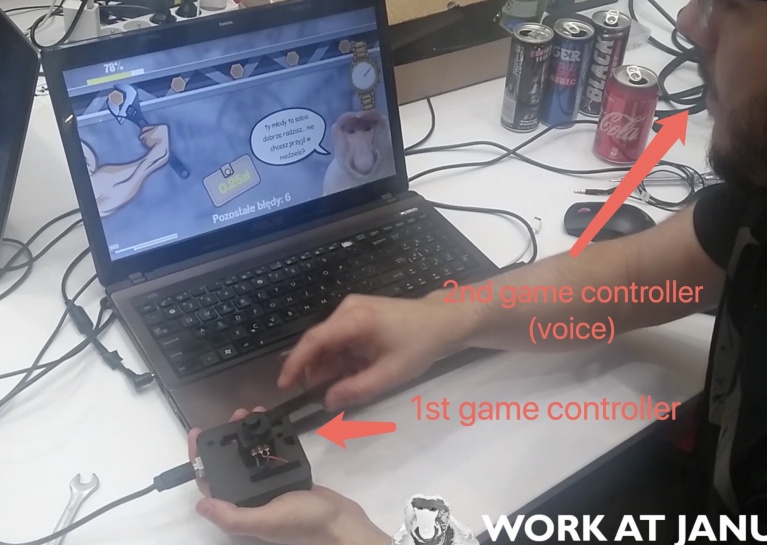 78%
Ty młody to sobie
dobrze radzisz... nie
chcesz przyjść w
niedzielę?
0.25zł
Pozostałe błędy: 6
BLACK
Coca-Cola
2nd game controller
(voice)
1st game controller
WORK AT JANU